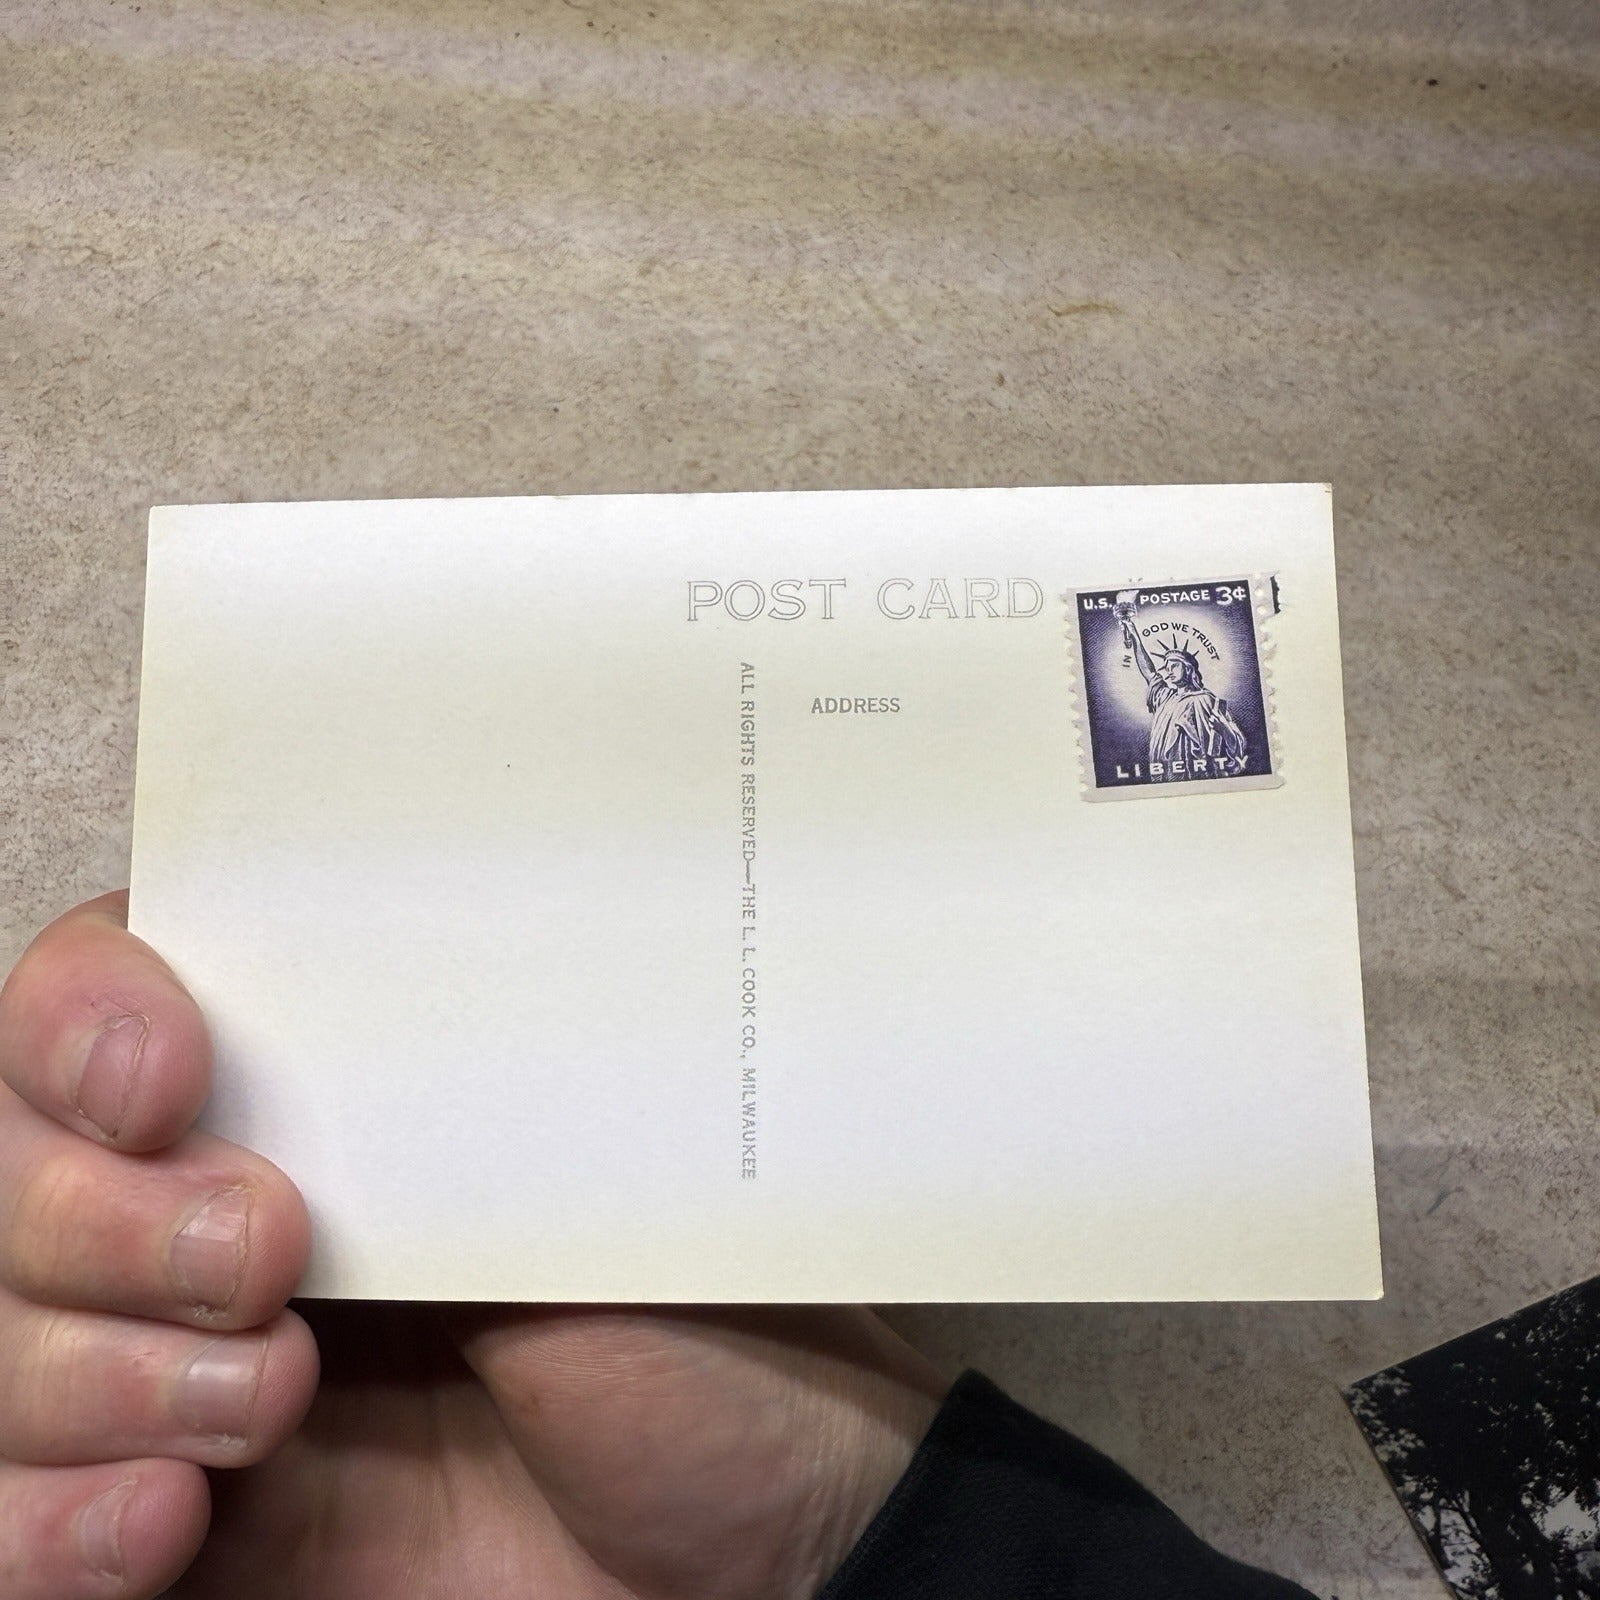 POST CARD
U.S. POSTAGE 3¢
IN GOD WE TRUST
LIBERTY
ADDRESS
ALL RIGHTS RESERVED—THE L. L. COOK CO., MILWAUKEE